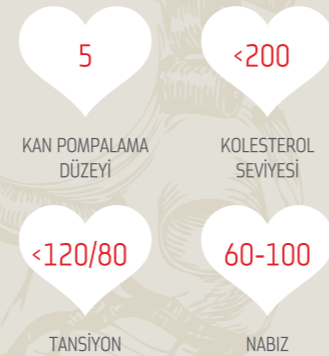 5
<200
KAN POMPALAMA
DÜZEYİ
KOLESTEROL
SEVİYESİ
<120/80
60-100
TANSİYON
NABIZ